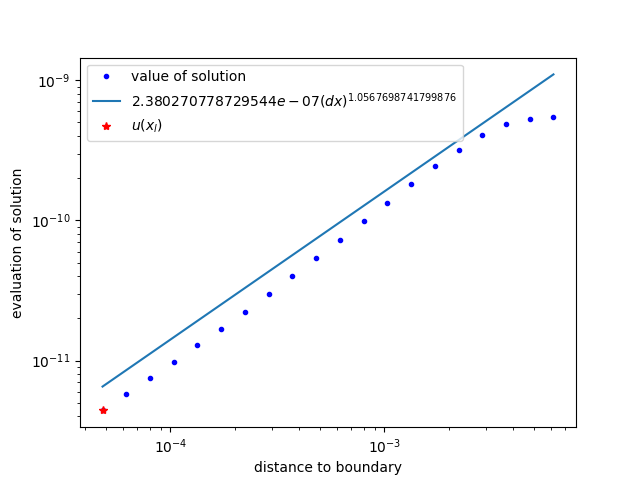 10⁻⁹
10⁻¹⁰
10⁻¹¹
evaluation of solution
value of solution
2.380270778729544e − 07(dx)¹·⁰⁵⁶⁷⁶⁹⁸⁷⁴¹⁷⁹⁹⁸⁷⁶
u(xₗ)
10⁻⁴
10⁻³
distance to boundary